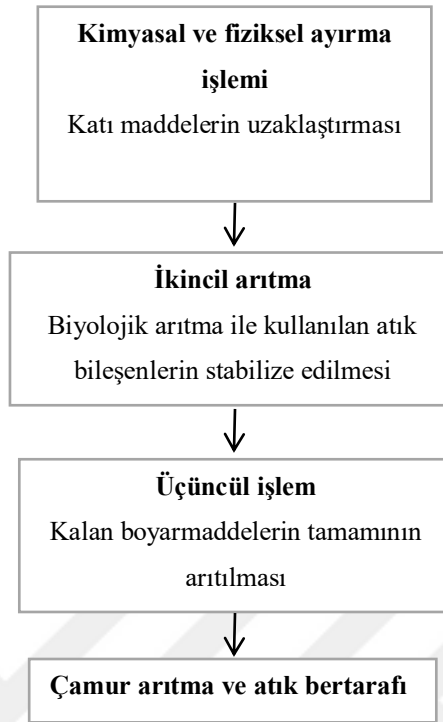 Kimyasal ve fiziksel ayırma
işlemi
Katı maddelerin uzaklaştırması
İkincil arıtma
Biyolojik arıtma ile kullanılan atık
bileşenlerin stabilize edilmesi
Üçüncül işlem
Kalan boyarmaddelerin tamamının
arıtılması
Çamur arıtma ve atık bertarafı